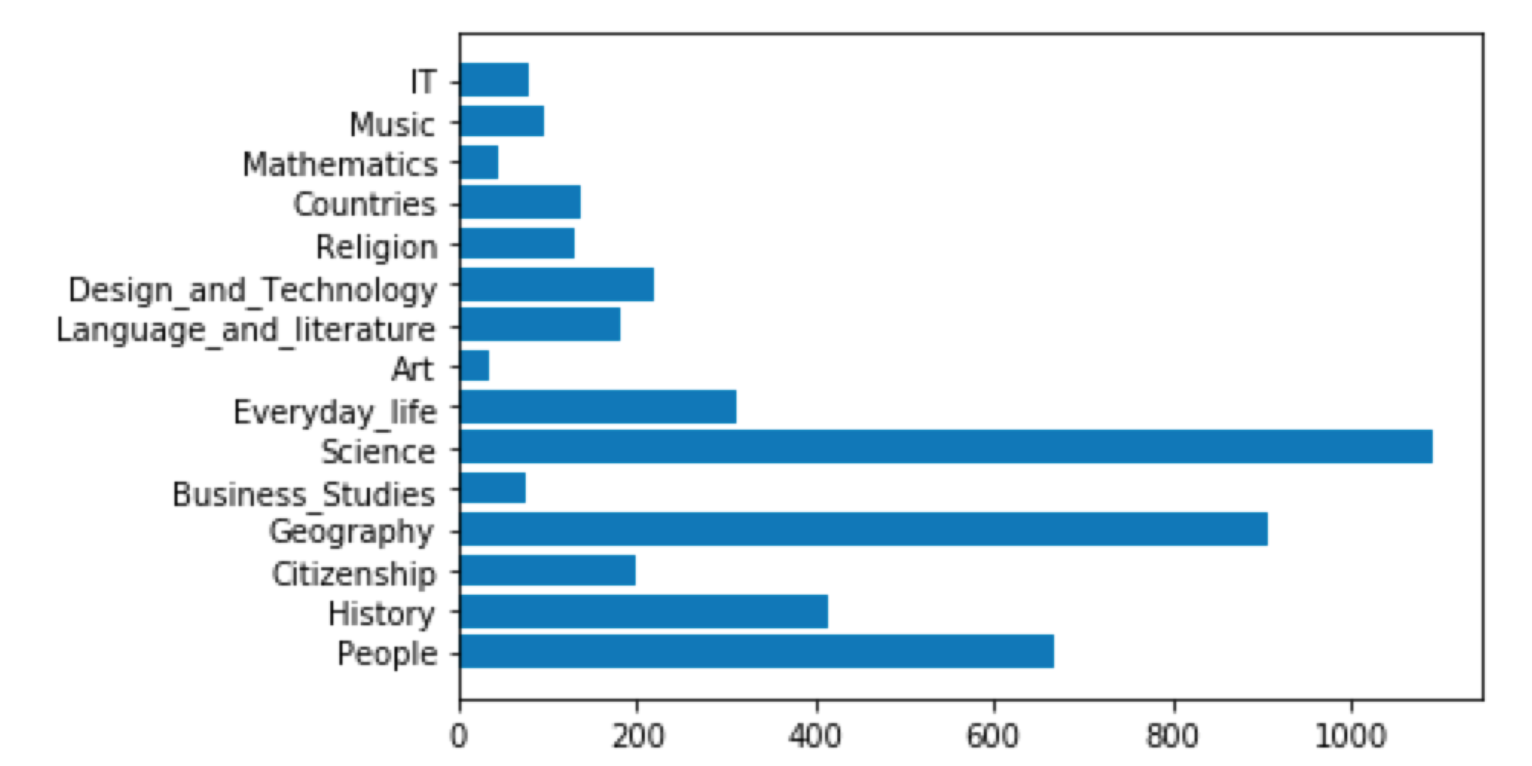 IT
Music
Mathematics
Countries
Religion
Design_and_Technology
Language_and_literature
Art
Everyday_life
Science
Business_Studies
Geography
Citizenship
History
People
0 200 400 600 800 1000